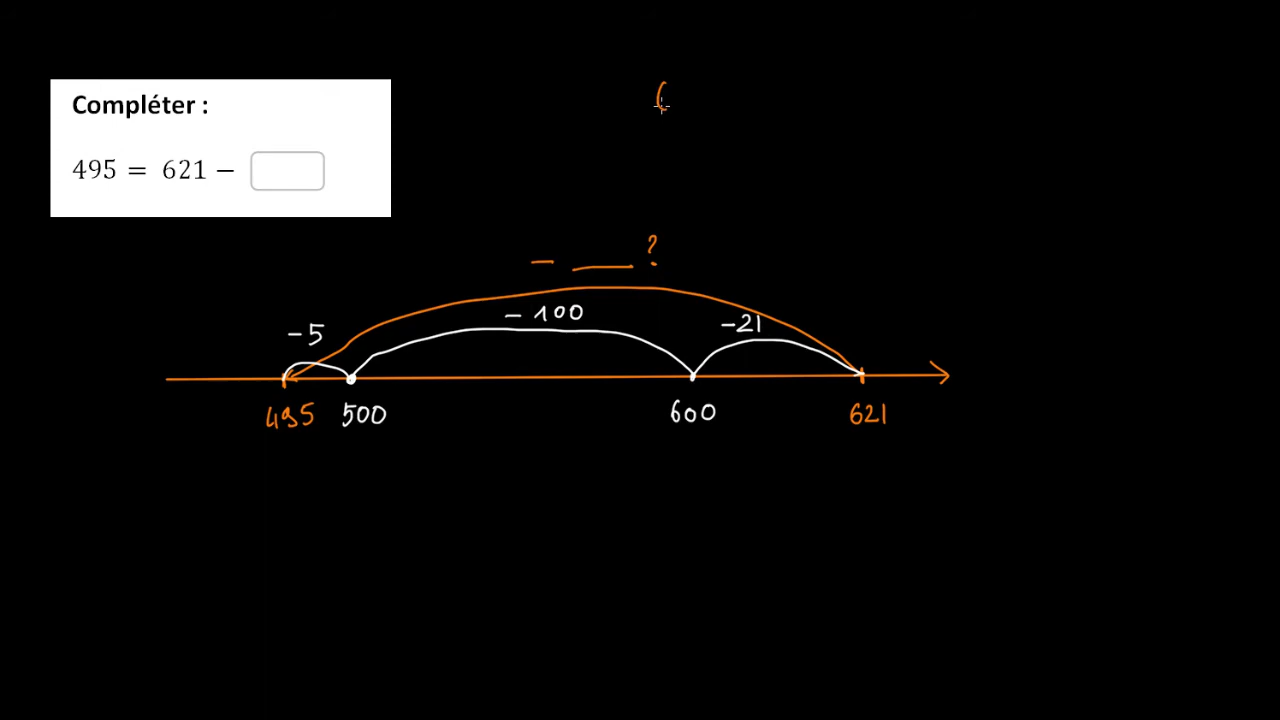 Compléter :
495 = 621 −
− ___ ?
-5
- 100
-21
495
500
600
621